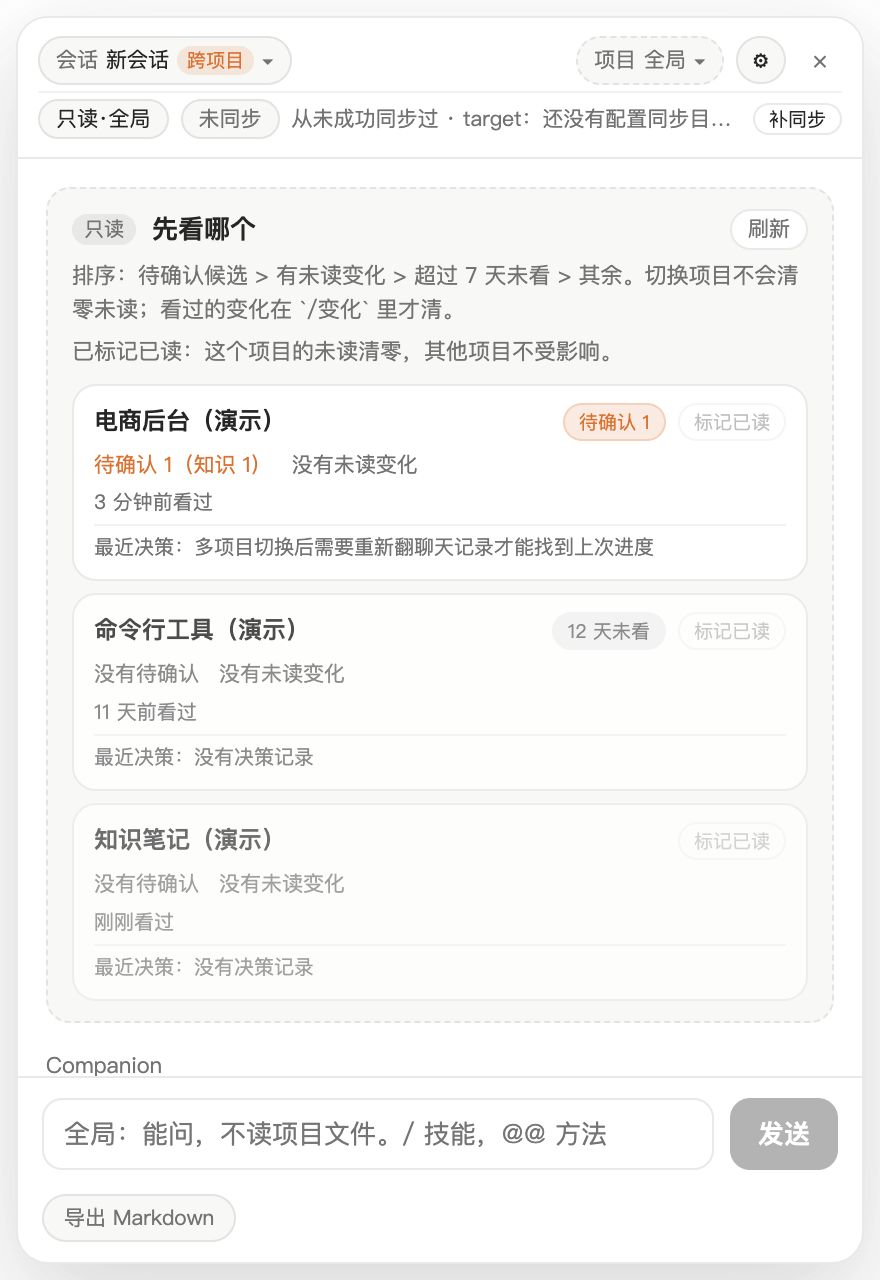 会话 新会话 跨项目
项目 全局
×
只读·全局 未同步 从未成功同步过 · target：还没有配置同步目… 补同步
只读 先看哪个 刷新
排序：待确认候选 > 有未读变化 > 超过 7 天未看 > 其余。切换项目不会清
零未读；看过的变化在 `/变化` 里才清。
已标记已读：这个项目的未读清零，其他项目不受影响。
电商后台（演示） 待确认 1 标记已读
待确认 1（知识 1） 没有未读变化
3 分钟前看过
最近决策：多项目切换后需要重新翻聊天记录才能找到上次进度
命令行工具（演示） 12 天未看 标记已读
没有待确认 没有未读变化
11 天前看过
最近决策：没有决策记录
知识笔记（演示） 标记已读
没有待确认 没有未读变化
刚刚看过
最近决策：没有决策记录
Companion
全局：能问，不读项目文件。/ 技能，@@ 方法 发送
导出 Markdown